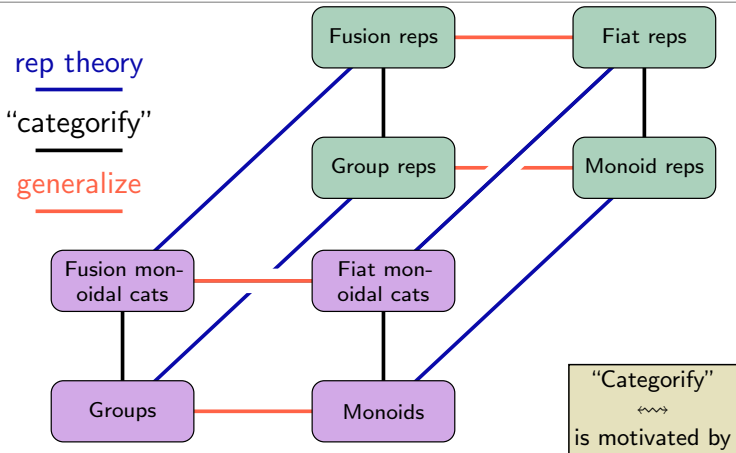 Fusion reps
Fiat reps
rep theory
“categorify”
generalize
Group reps
Monoid reps
Fusion mon-
oidal cats
Fiat mon-
oidal cats
Groups
Monoids
“Categorify”
↭
is motivated by